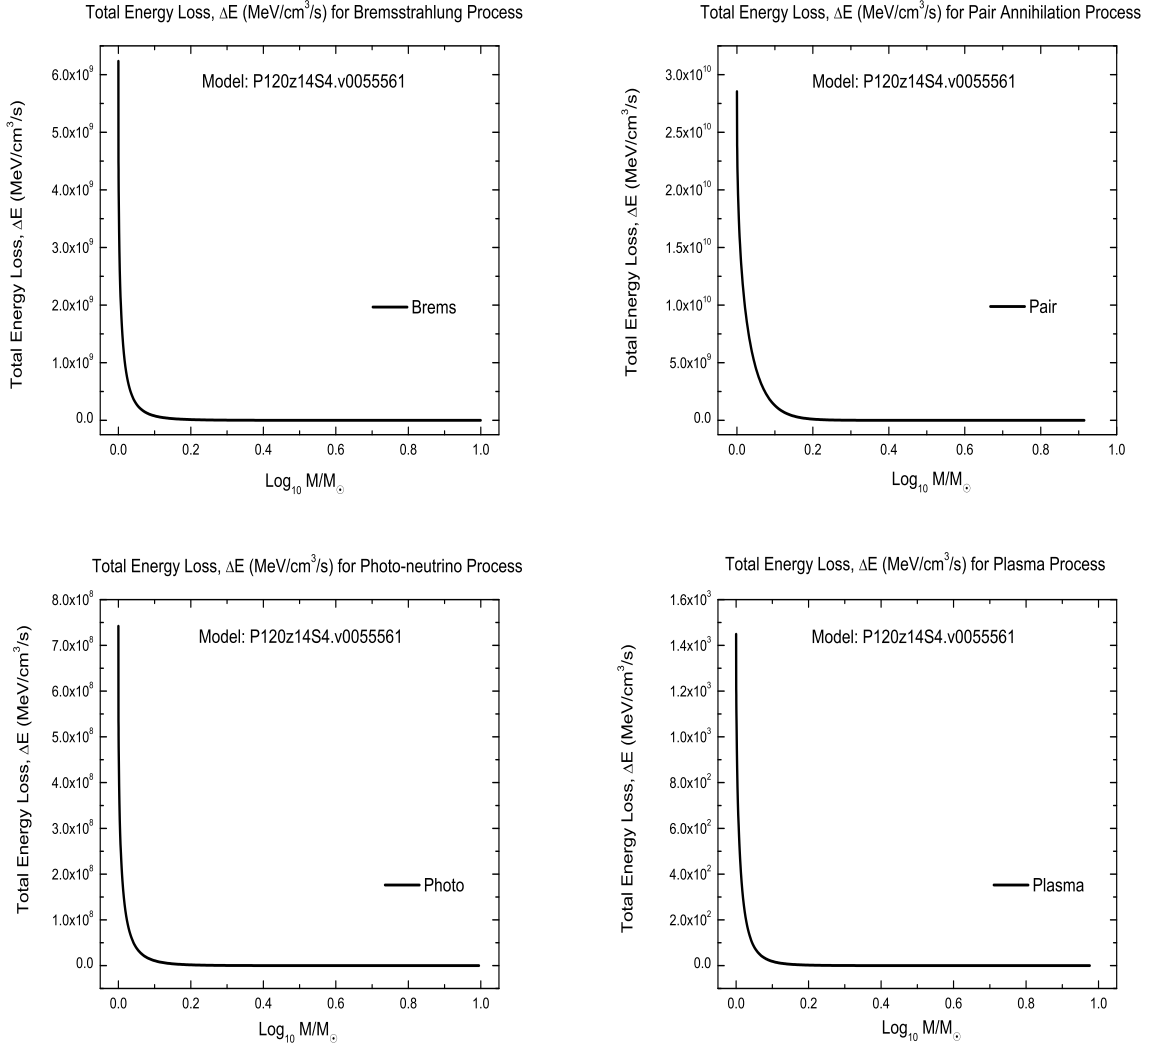 Total Energy Loss, ΔE (MeV/cm³/s) for Bremsstrahlung Process
Total Energy Loss, ΔE (MeV/cm³/s)
Model: P120z14S4.v0055561
6.0x10⁹
5.0x10⁹
4.0x10⁹
3.0x10⁹
2.0x10⁹
1.0x10⁹
0.0
Brems
0.0 0.2 0.4 0.6 0.8 1.0
Log₁₀ M/M☉
Total Energy Loss, ΔE (MeV/cm³/s) for Pair Annihilation Process
Total Energy Loss, ΔE (MeV/cm³/s)
Model: P120z14S4.v0055561
3.0x10¹⁰
2.5x10¹⁰
2.0x10¹⁰
1.5x10¹⁰
1.0x10¹⁰
5.0x10⁹
0.0
Pair
0.0 0.2 0.4 0.6 0.8 1.0
Log₁₀ M/M☉
Total Energy Loss, ΔE (MeV/cm³/s) for Photo-neutrino Process
Total Energy Loss, ΔE (MeV/cm³/s)
Model: P120z14S4.v0055561
8.0x10⁸
7.0x10⁸
6.0x10⁸
5.0x10⁸
4.0x10⁸
3.0x10⁸
2.0x10⁸
1.0x10⁸
0.0
Photo
0.0 0.2 0.4 0.6 0.8 1.0
Log₁₀ M/M☉
Total Energy Loss, ΔE (MeV/cm³/s) for Plasma Process
Total Energy Loss, ΔE (MeV/cm³/s)
Model: P120z14S4.v0055561
1.6x10³
1.4x10³
1.2x10³
1.0x10³
8.0x10²
6.0x10²
4.0x10²
2.0x10²
0.0
Plasma
0.0 0.2 0.4 0.6 0.8 1.0
Log₁₀ M/M☉